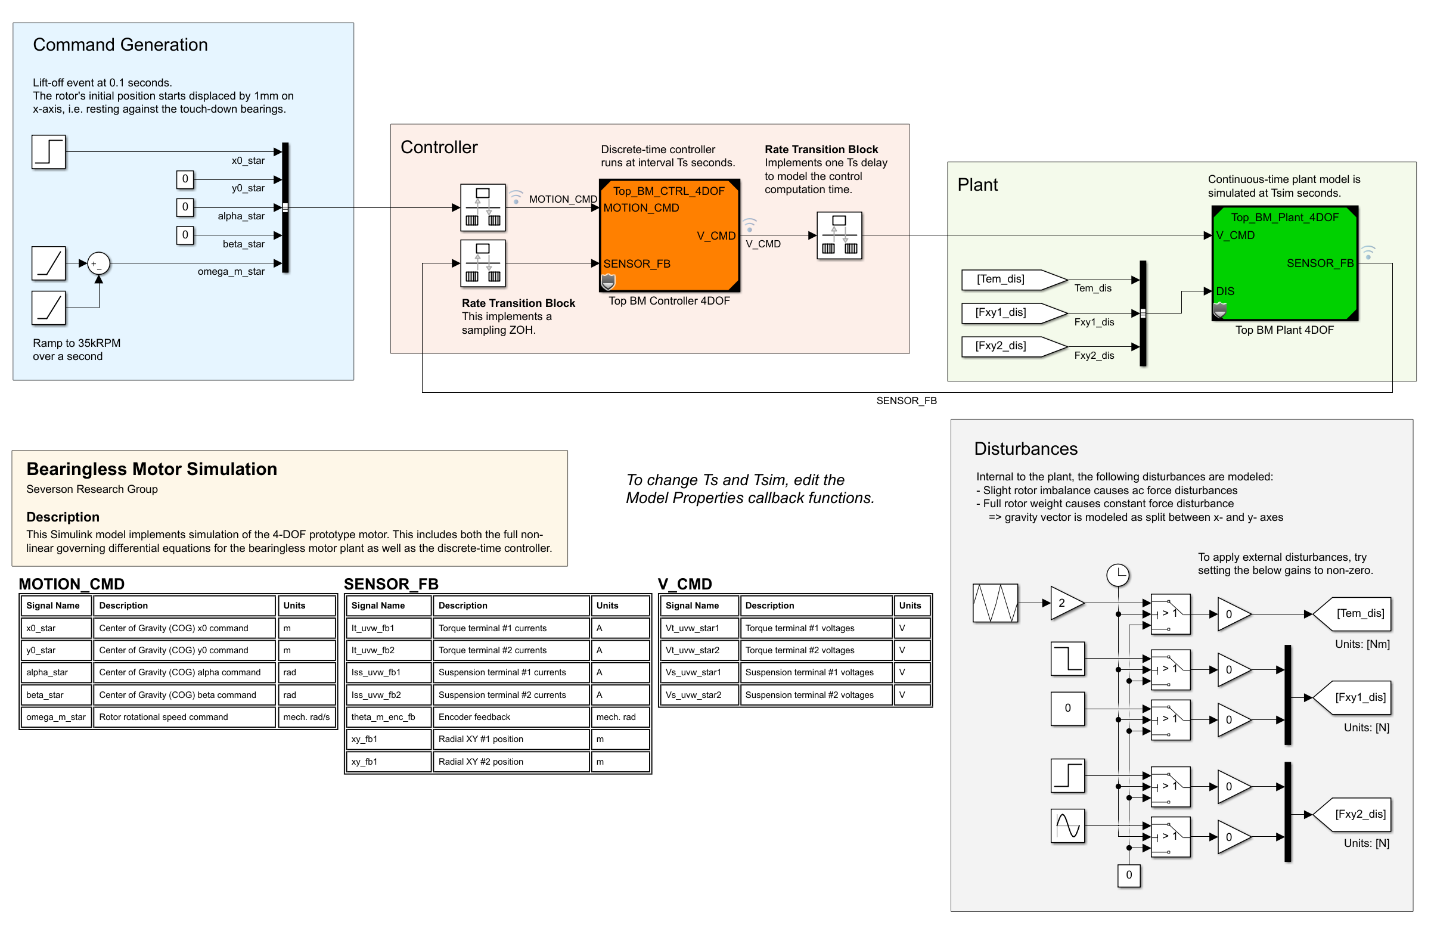 Command Generation
Lift-off event at 0.1 seconds.
The rotor's initial position starts displaced by 1mm on
x-axis, i.e. resting against the touch-down bearings.
x0_star
0
y0_star
0
alpha_star
0
beta_star
omega_m_star
+
-
Ramp to 35kRPM
over a second
Controller
Discrete-time controller
runs at interval Ts seconds.
Rate Transition Block
Implements one Ts delay
to model the control
computation time.
MOTION_CMD
Top_BM_CTRL_4DOF
MOTION_CMD
V_CMD
SENSOR_FB
V_CMD
Top BM Controller 4DOF
Rate Transition Block
This implements a
sampling ZOH.
Plant
Continuous-time plant model is
simulated at Tsim seconds.
Top_BM_Plant_4DOF
V_CMD
SENSOR_FB
DIS
Top BM Plant 4DOF
[Tem_dis]
Tem_dis
[Fxy1_dis]
Fxy1_dis
[Fxy2_dis]
Fxy2_dis
SENSOR_FB
Bearingless Motor Simulation
Severson Research Group
Description
This Simulink model implements simulation of the 4-DOF prototype motor. This includes both the full non-
linear governing differential equations for the bearingless motor plant as well as the discrete-time controller.
To change Ts and Tsim, edit the
Model Properties callback functions.
MOTION_CMD
Signal Name Description Units
x0_star Center of Gravity (COG) x0 command m
y0_star Center of Gravity (COG) y0 command m
alpha_star Center of Gravity (COG) alpha command rad
beta_star Center of Gravity (COG) beta command rad
omega_m_star Rotor rotational speed command mech. rad/s
SENSOR_FB
Signal Name Description Units
It_uvw_fb1 Torque terminal #1 currents A
It_uvw_fb2 Torque terminal #2 currents A
Iss_uvw_fb1 Suspension terminal #1 currents A
Iss_uvw_fb2 Suspension terminal #2 currents A
theta_m_enc_fb Encoder feedback mech. rad
xy_fb1 Radial XY #1 position m
xy_fb1 Radial XY #2 position m
V_CMD
Signal Name Description Units
Vt_uvw_star1 Torque terminal #1 voltages V
Vt_uvw_star2 Torque terminal #2 voltages V
Vs_uvw_star1 Suspension terminal #1 voltages V
Vs_uvw_star2 Suspension terminal #2 voltages V
Disturbances
Internal to the plant, the following disturbances are modeled:
- Slight rotor imbalance causes ac force disturbances
- Full rotor weight causes constant force disturbance
=> gravity vector is modeled as split between x- and y- axes
To apply external disturbances, try
setting the below gains to non-zero.
2
> 1
0
[Tem_dis]
Units: [Nm]
> 1
0
[Fxy1_dis]
0
> 1
0
Units: [N]
> 1
0
[Fxy2_dis]
> 1
0
Units: [N]
0